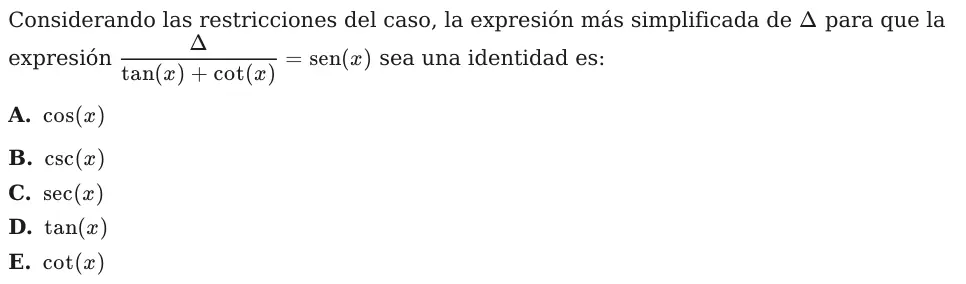 Considerando las restricciones del caso, la expresión más simplificada de Δ para que la
expresión Δ / (tan(x) + cot(x)) = sen(x) sea una identidad es:
A. cos(x)
B. csc(x)
C. sec(x)
D. tan(x)
E. cot(x)